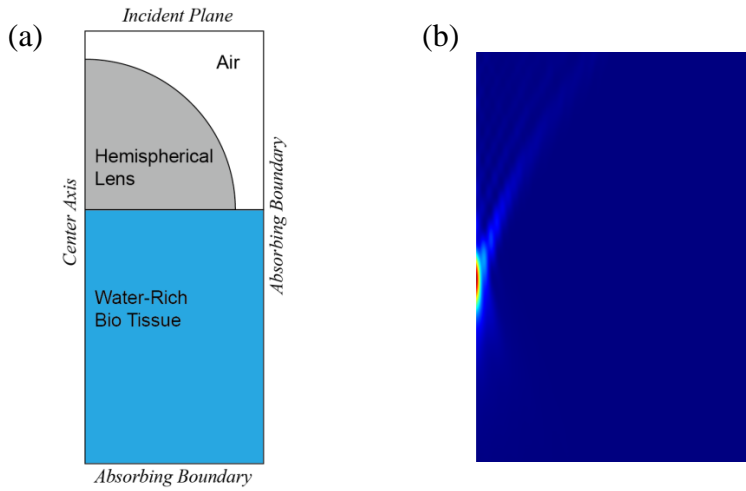 (a)
Incident Plane
Air
Hemispherical
Lens
Center Axis
Absorbing Boundary
Water-Rich
Bio Tissue
Absorbing Boundary
(b)